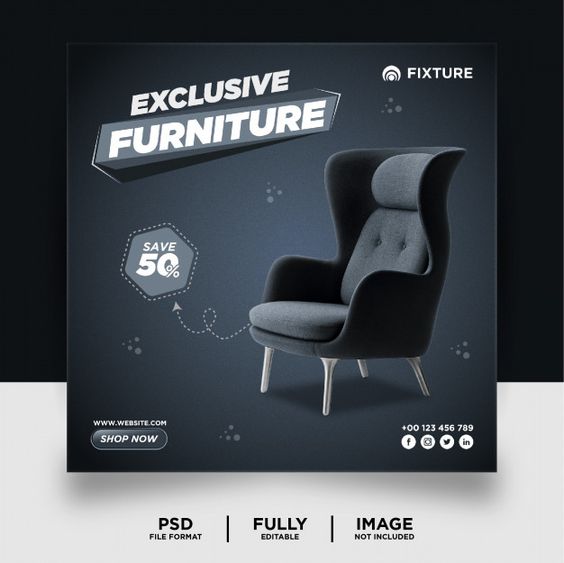 EXCLUSIVE
FURNITURE
FIXTURE
SAVE
50%
WWW.WEBSITE.COM
SHOP NOW
+00 123 456 789
PSD
FILE FORMAT
FULLY
EDITABLE
IMAGE
NOT INCLUDED